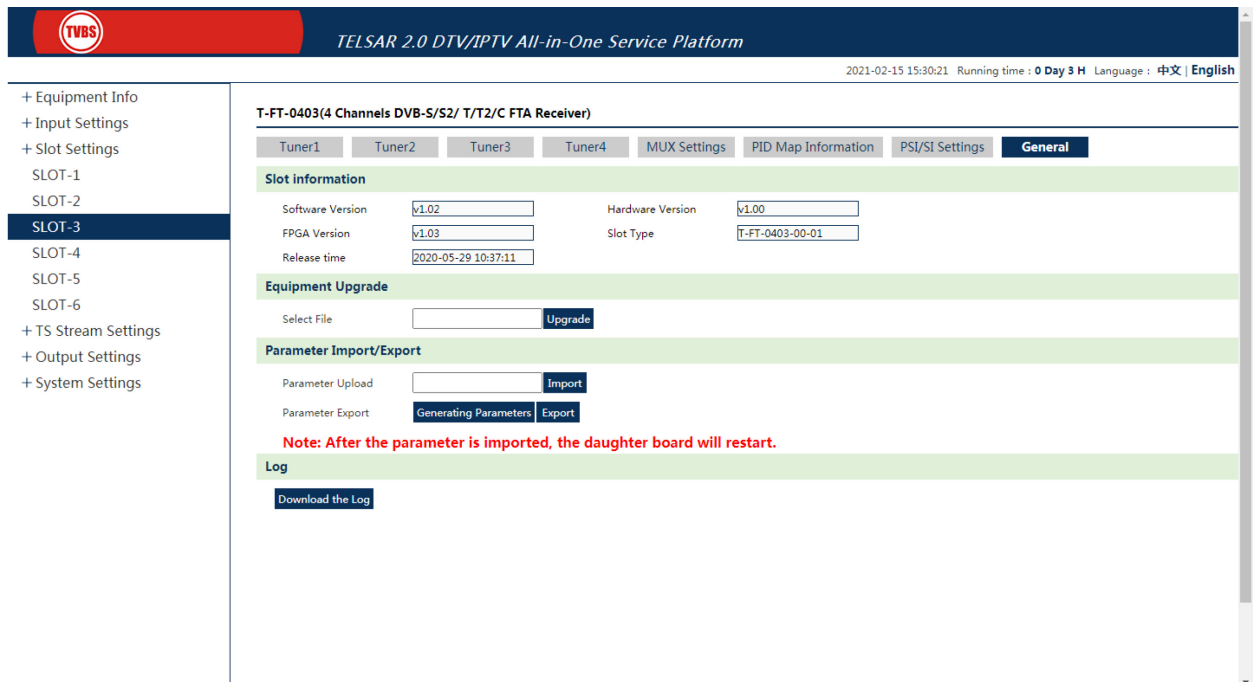 TVBS
TELSAR 2.0 DTV/IPTV All-in-One Service Platform
2021-02-15 15:30:21 Running time : 0 Day 3 H Language : 中文 | English
+ Equipment Info
+ Input Settings
+ Slot Settings
SLOT-1
SLOT-2
SLOT-3
SLOT-4
SLOT-5
SLOT-6
+ TS Stream Settings
+ Output Settings
+ System Settings
T-FT-0403(4 Channels DVB-S/S2/ T/T2/C FTA Receiver)
Tuner1 Tuner2 Tuner3 Tuner4 MUX Settings PID Map Information PSI/SI Settings General
Slot information
Software Version v1.02 Hardware Version v1.00
FPGA Version v1.03 Slot Type T-FT-0403-00-01
Release time 2020-05-29 10:37:11
Equipment Upgrade
Select File Upgrade
Parameter Import/Export
Parameter Upload Import
Parameter Export Generating Parameters Export
Note: After the parameter is imported, the daughter board will restart.
Log
Download the Log